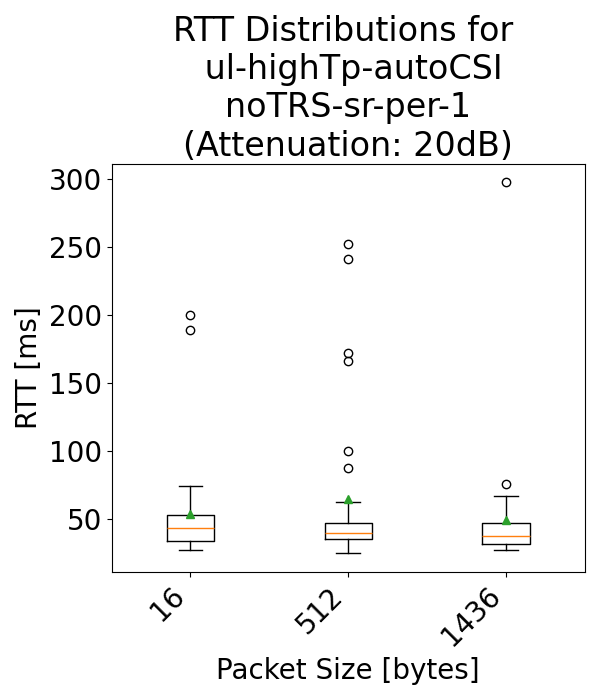 RTT Distributions for
ul-highTp-autoCSI
noTRS-sr-per-1
(Attenuation: 20dB)
300
250
200
150
100
50
RTT [ms]
16
512
1436
Packet Size [bytes]